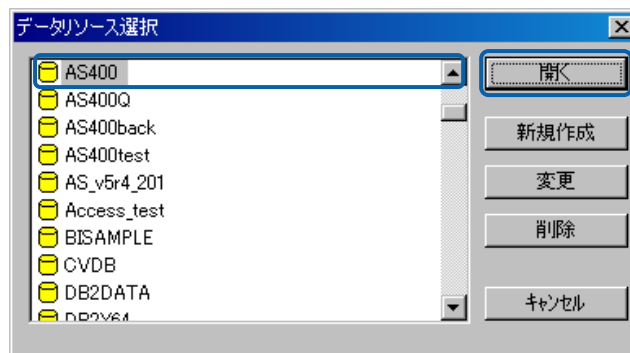 データリソース選択
AS400
AS400Q
AS400back
AS400test
AS_v5r4_201
Access_test
BISAMPLE
CVDB
DB2DATA
DB2Y64
開く
新規作成
変更
削除
キャンセル